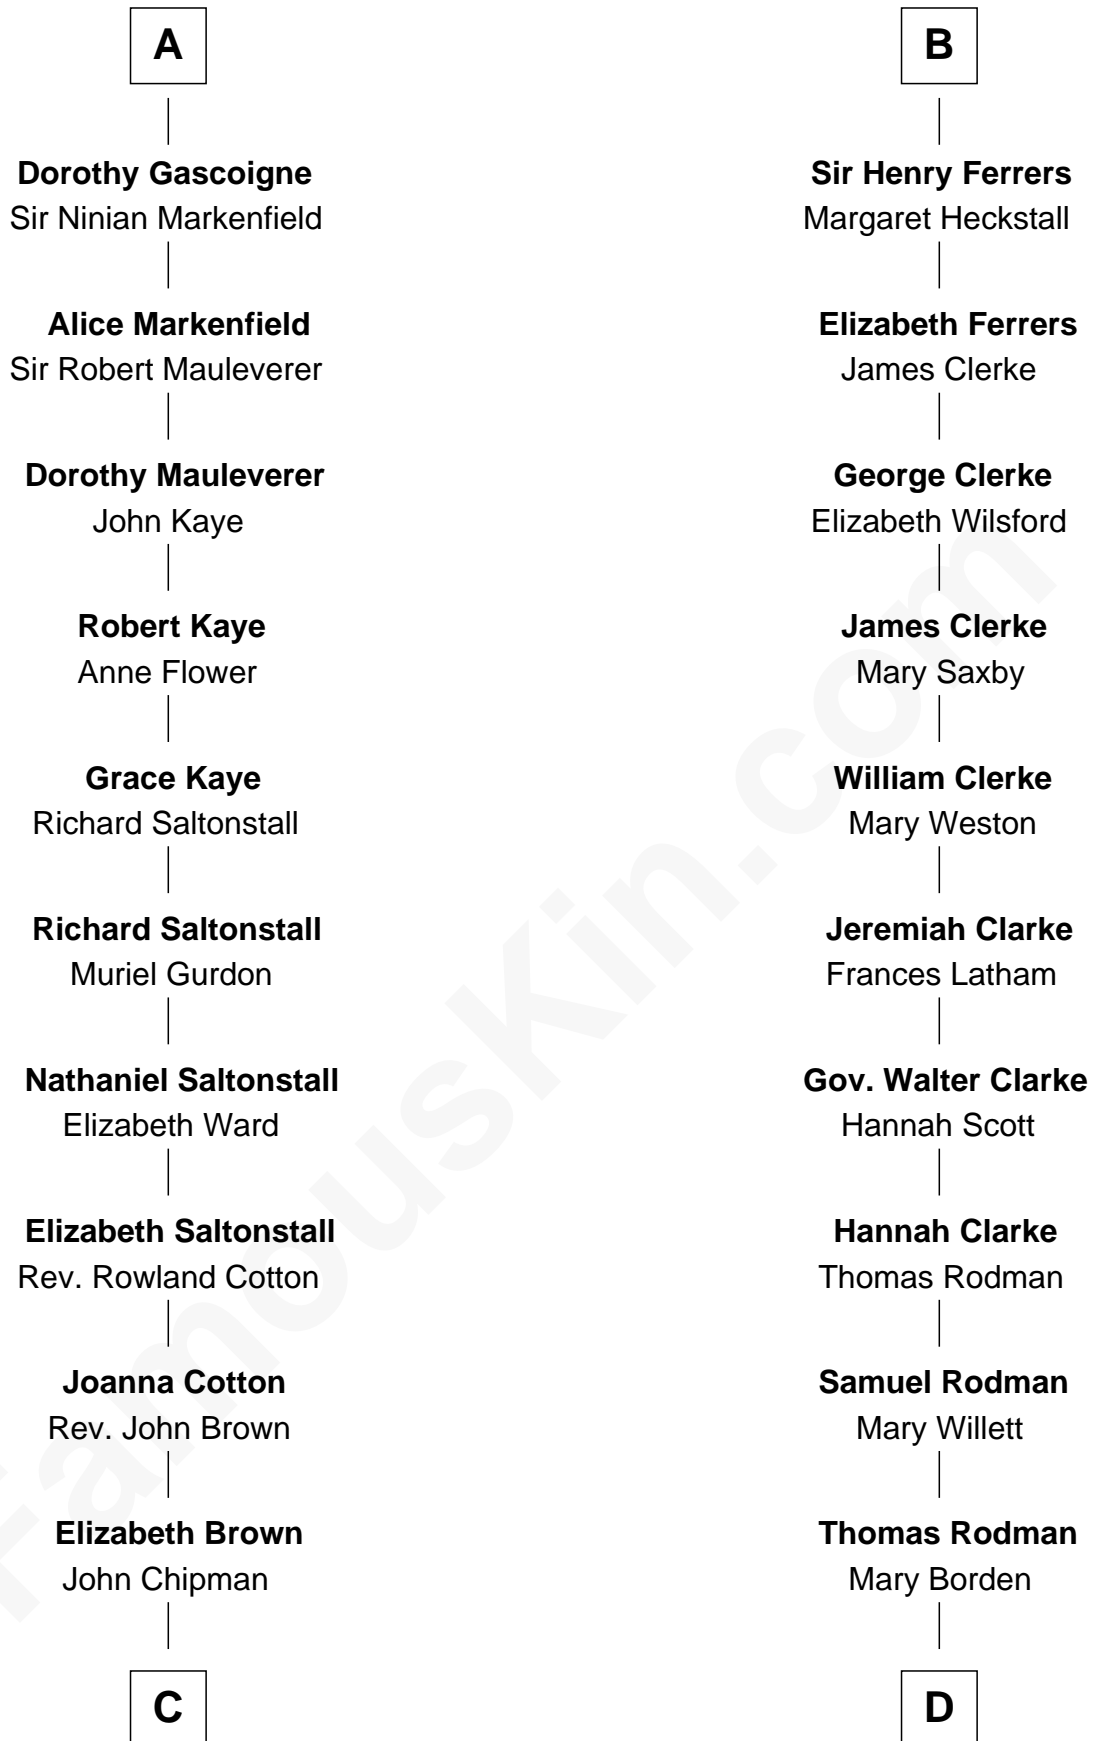 A
Dorothy Gascoigne
Sir Ninian Markenfield
Alice Markenfield
Sir Robert Mauleverer
Dorothy Mauleverer
John Kaye
Robert Kaye
Anne Flower
Grace Kaye
Richard Saltonstall
Richard Saltonstall
Muriel Gurdon
Nathaniel Saltonstall
Elizabeth Ward
Elizabeth Saltonstall
Rev. Rowland Cotton
Joanna Cotton
Rev. John Brown
Elizabeth Brown
John Chipman
C
B
Sir Henry Ferrers
Margaret Heckstall
Elizabeth Ferrers
James Clerke
George Clerke
Elizabeth Wilsford
James Clerke
Mary Saxby
William Clerke
Mary Weston
Jeremiah Clarke
Frances Latham
Gov. Walter Clarke
Hannah Scott
Hannah Clarke
Thomas Rodman
Samuel Rodman
Mary Willett
Thomas Rodman
Mary Borden
D
FamousKin.com